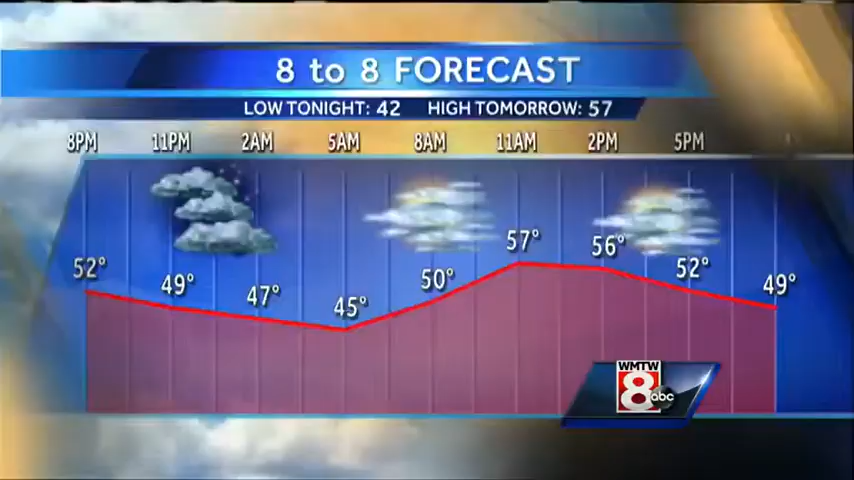 8 to 8 FORECAST
LOW TONIGHT: 42 HIGH TOMORROW: 57
8PM 11PM 2AM 5AM 8AM 11AM 2PM 5PM
52° 49° 47° 45° 50° 57° 56° 52° 49°
WMTW
8 abc